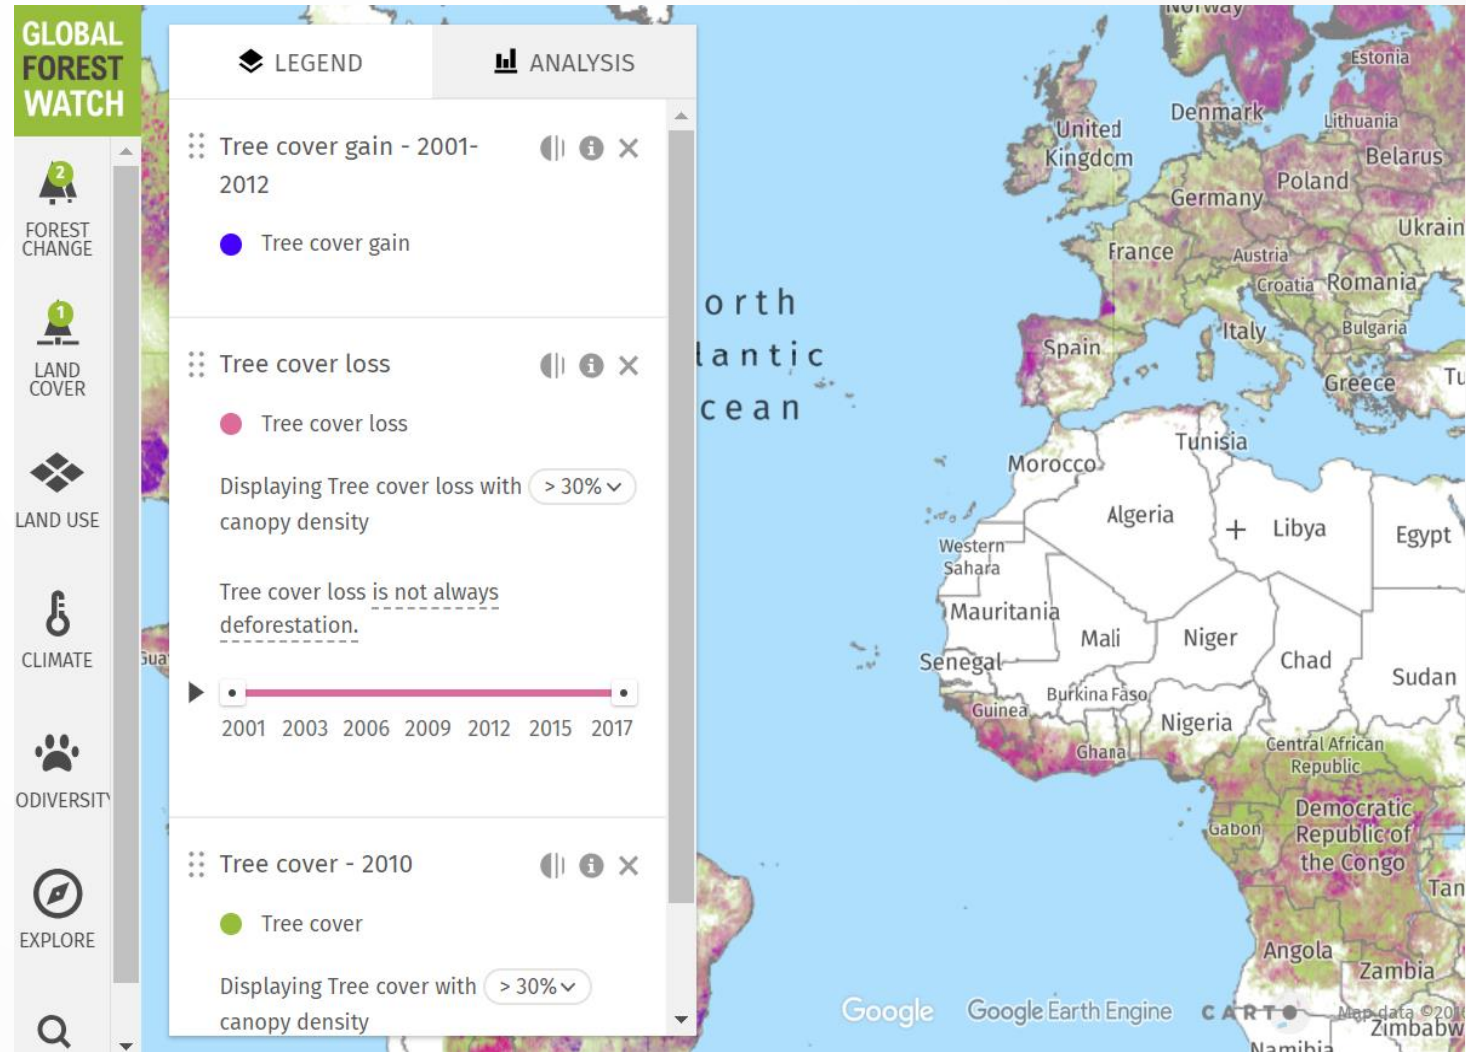 GLOBAL
FOREST
WATCH
2
FOREST
CHANGE
1
LAND
COVER
LAND USE
CLIMATE
ODIVERSIT
EXPLORE
LEGEND
ANALYSIS
Tree cover gain - 2001-
2012
Tree cover gain
Tree cover loss
Tree cover loss
Displaying Tree cover loss with > 30%
canopy density
Tree cover loss is not always
deforestation.
2001 2003 2006 2009 2012 2015 2017
Tree cover - 2010
Tree cover
Displaying Tree cover with > 30%
canopy density
Norway
Estonia
Denmark
Lithuania
United
Kingdom
Belarus
Poland
Germany
Ukrain
France
Austria
Croatia
Romania
orth
lantic
cean
Italy
Bulgaria
Spain
Greece
Tu
Tunisia
Morocco
Algeria
Libya
Egypt
Western
Sahara
Mauritania
Mali
Niger
Chad
Sudan
Senegal
Burkina Faso
Guinea
Nigeria
Ghana
Central African
Republic
Democratic
Republic of
the Congo
Gabon
Tan
Angola
Zambia
Gua
Google
Google Earth Engine
CARTO
Map data ©201
Zimbabw
Namibia